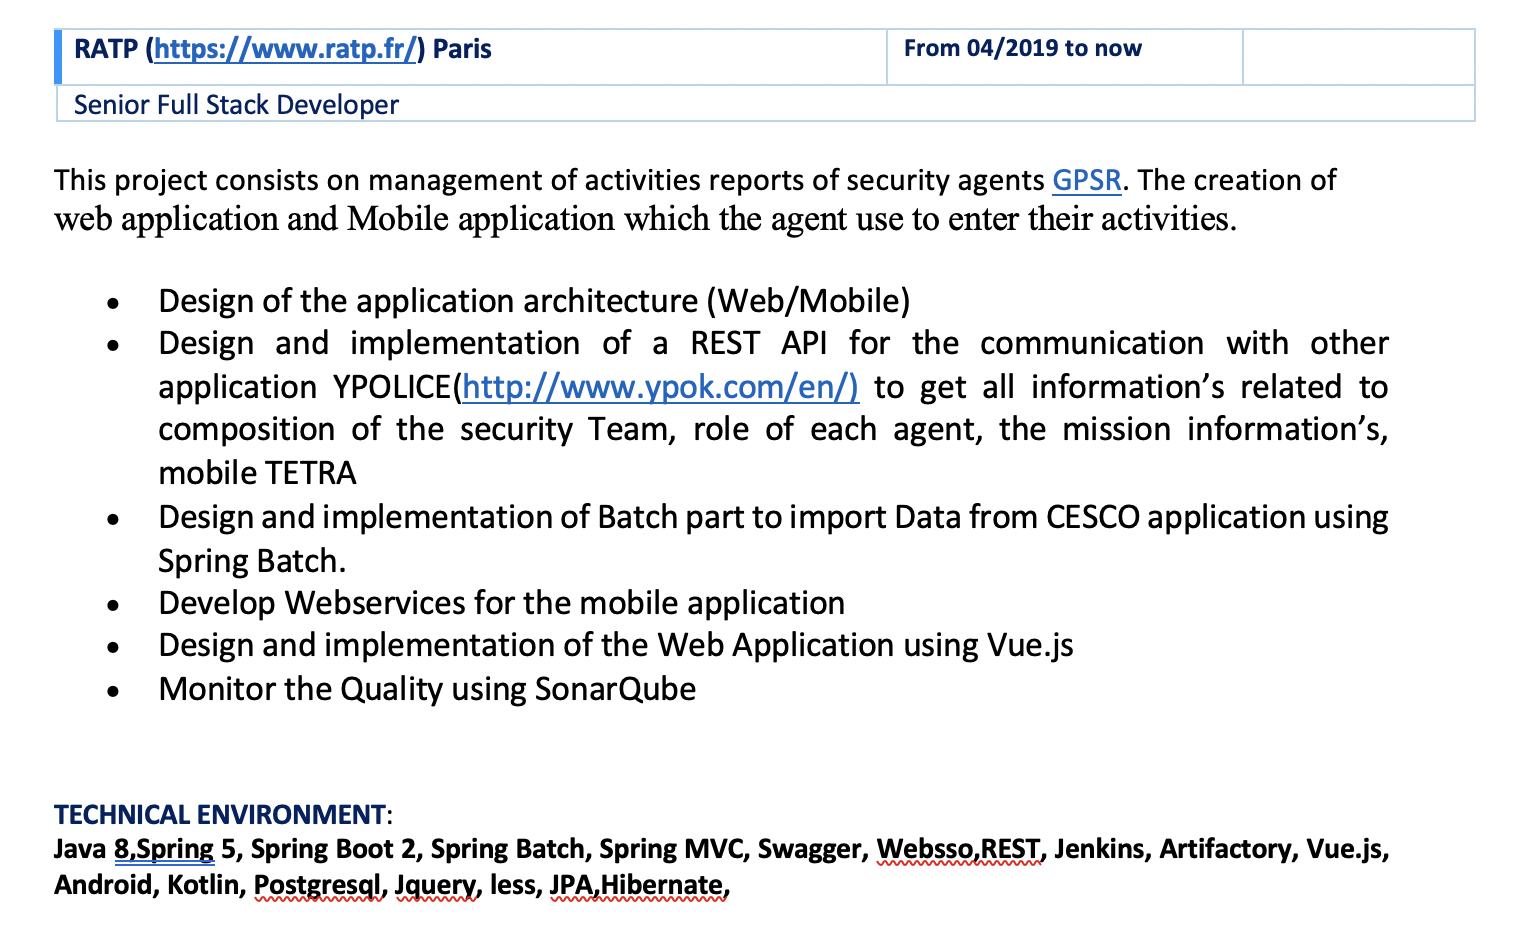 RATP (https://www.ratp.fr/) Paris
From 04/2019 to now
Senior Full Stack Developer
This project consists on management of activities reports of security agents GPSR. The creation of
web application and Mobile application which the agent use to enter their activities.
• Design of the application architecture (Web/Mobile)
• Design and implementation of a REST API for the communication with other
application YPOLICE(http://www.ypok.com/en/) to get all information’s related to
composition of the security Team, role of each agent, the mission information’s,
mobile TETRA
• Design and implementation of Batch part to import Data from CESCO application using
Spring Batch.
• Develop Webservices for the mobile application
• Design and implementation of the Web Application using Vue.js
• Monitor the Quality using SonarQube
TECHNICAL ENVIRONMENT:
Java 8,Spring 5, Spring Boot 2, Spring Batch, Spring MVC, Swagger, Websso,REST, Jenkins, Artifactory, Vue.js,
Android, Kotlin, Postgresql, Jquery, less, JPA,Hibernate,